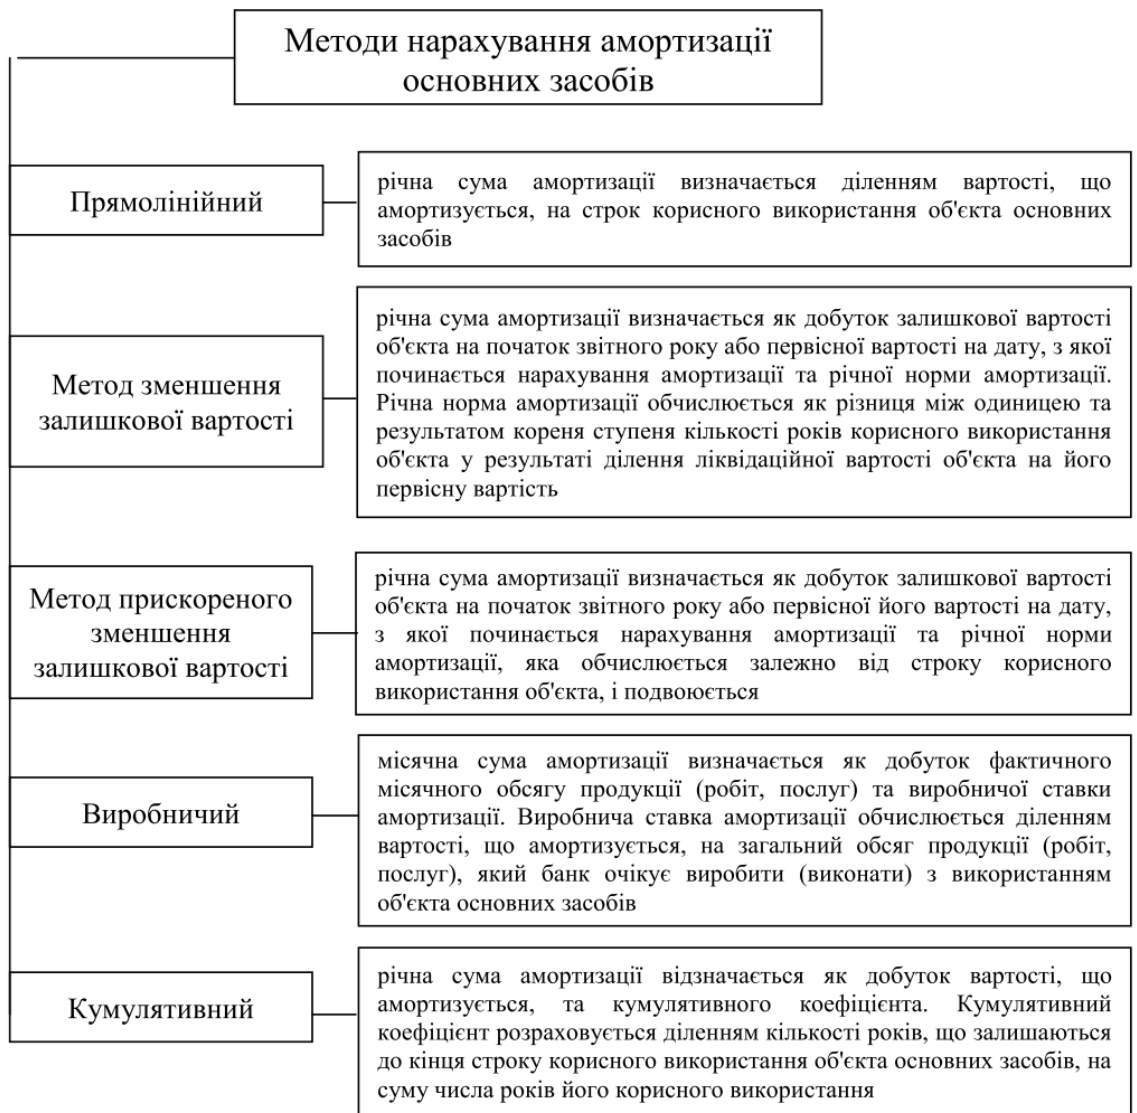 Методи нарахування амортизації
основних засобів
Прямолінійний
річна сума амортизації визначається діленням вартості, що
амортизується, на строк корисного використання об'єкта основних
засобів
Метод зменшення
залишкової вартості
річна сума амортизації визначається як добуток залишкової вартості
об'єкта на початок звітного року або первісної вартості на дату, з якої
починається нарахування амортизації та річної норми амортизації.
Річна норма амортизації обчислюється як різниця між одиницею та
результатом кореня ступеня кількості років корисного використання
об'єкта у результаті ділення ліквідаційної вартості об'єкта на його
первісну вартість
Метод прискореного
зменшення
залишкової вартості
річна сума амортизації визначається як добуток залишкової вартості
об'єкта на початок звітного року або первісної його вартості на дату,
з якої починається нарахування амортизації та річної норми
амортизації, яка обчислюється залежно від строку корисного
використання об'єкта, і подвоюється
Виробничий
місячна сума амортизації визначається як добуток фактичного
місячного обсягу продукції (робіт, послуг) та виробничої ставки
амортизації. Виробнича ставка амортизації обчислюється діленням
вартості, що амортизується, на загальний обсяг продукції (робіт,
послуг), який банк очікує виробити (виконати) з використанням
об'єкта основних засобів
Кумулятивний
річна сума амортизації відзначається як добуток вартості, що
амортизується, та кумулятивного коефіцієнта. Кумулятивний
коефіцієнт розраховується діленням кількості років, що залишаються
до кінця строку корисного використання об'єкта основних засобів, на
суму числа років його корисного використання